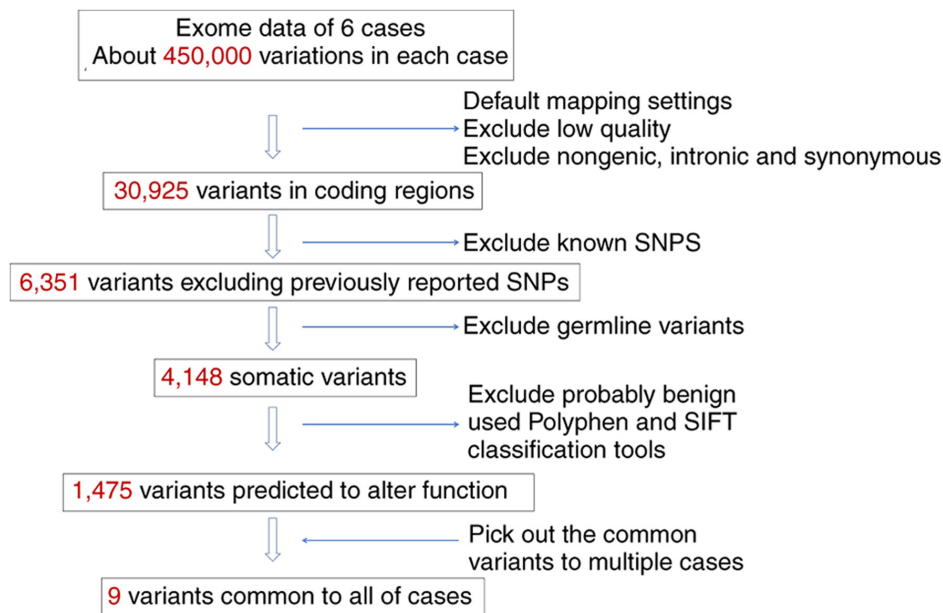 Exome data of 6 cases
About 450,000 variations in each case
Default mapping settings
Exclude low quality
Exclude nongenic, intronic and synonymous
30,925 variants in coding regions
Exclude known SNPS
6,351 variants excluding previously reported SNPs
Exclude germline variants
4,148 somatic variants
Exclude probably benign
used Polyphen and SIFT
classification tools
1,475 variants predicted to alter function
Pick out the common
variants to multiple cases
9 variants common to all of cases